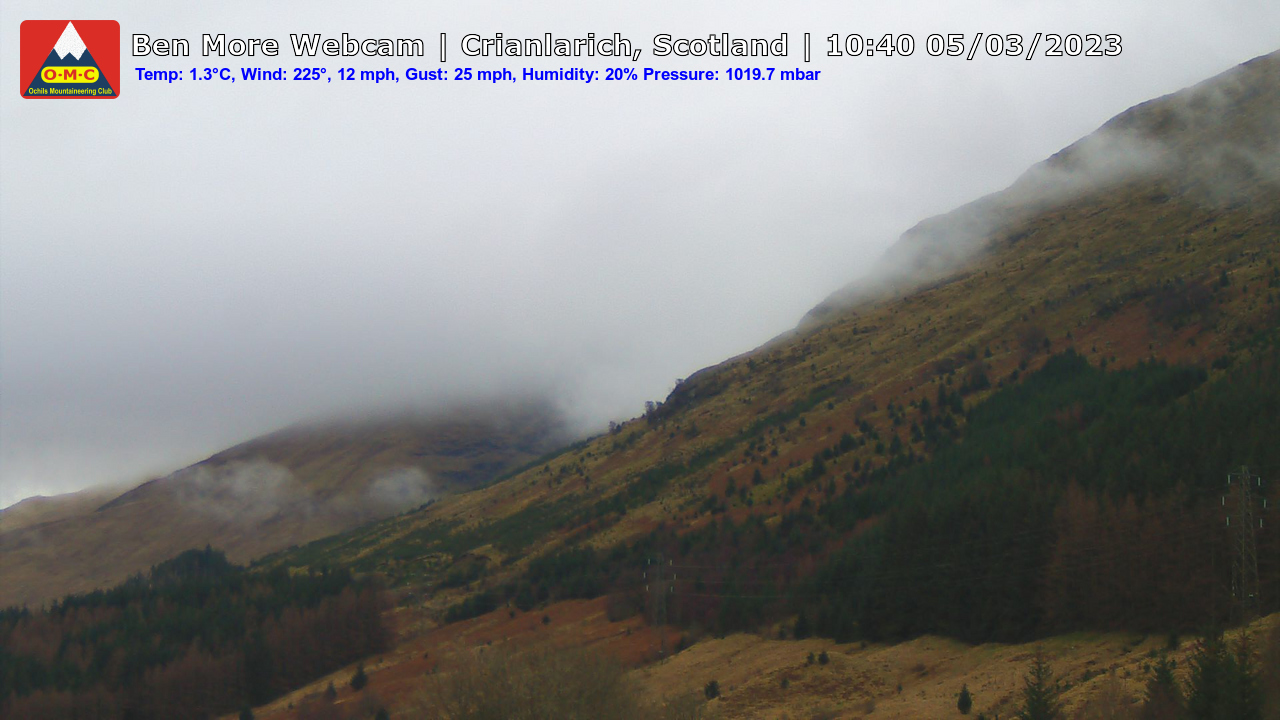 Ben More Webcam | Crianlarich, Scotland | 10:40 05/03/2023
Temp: 1.3°C, Wind: 225°, 12 mph, Gust: 25 mph, Humidity: 20% Pressure: 1019.7 mbar
O·M·C
Ochils Mountaineering Club